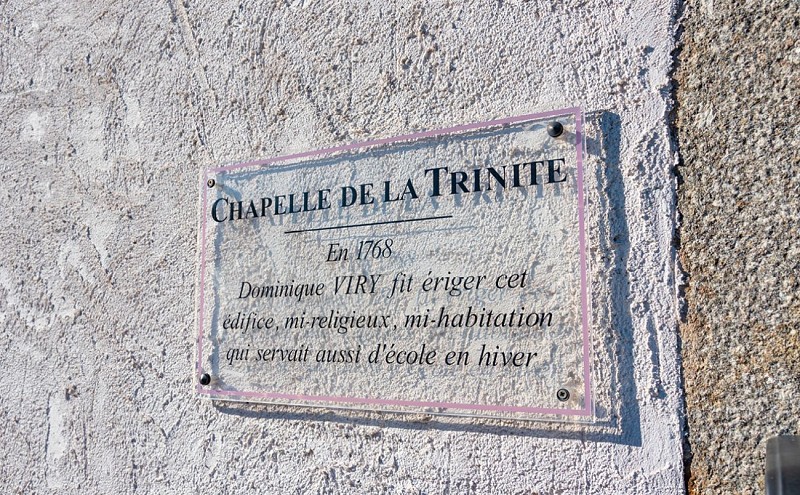 CHAPELLE DE LA TRINITE
En 1768
Dominique VIRY fit ériger cet
édifice, mi-religieux, mi-habitation
qui servait aussi d'école en hiver